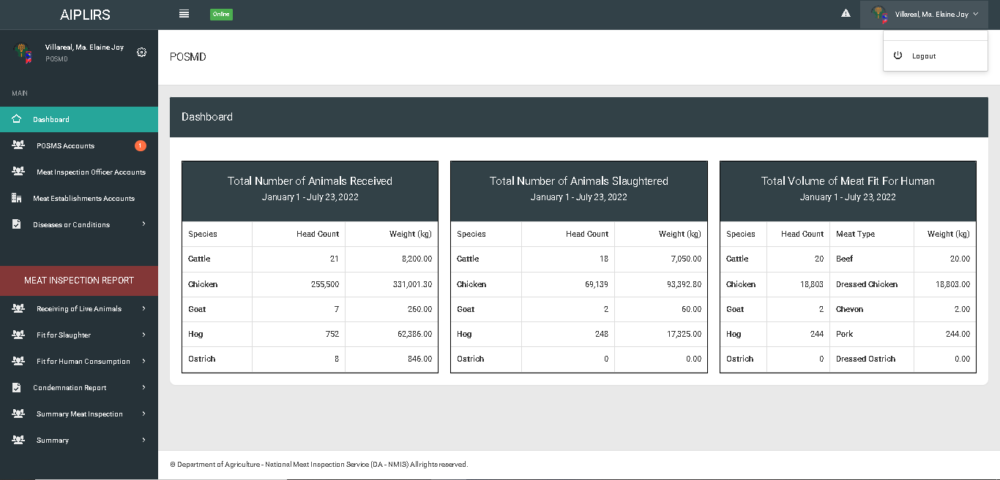 AIPLIRS
Online
Villareal, Ma. Elaine Joy
Logout
Villareal, Ma. Elaine Joy
POSMD
MAIN
Dashboard
POSMS Accounts 1
Meat Inspection Officer Accounts
Meat Establishments Accounts
Diseases or Conditions
MEAT INSPECTION REPORT
Receiving of Live Animals
Fit for Slaughter
Fit for Human Consumption
Condemnation Report
Summary Meat Inspection
Summary
POSMD
Dashboard
Total Number of Animals Received
January 1 - July 23, 2022
Species Head Count Weight (kg)
Cattle 21 8,200.00
Chicken 255,500 331,001.30
Goat 7 260.00
Hog 752 62,386.00
Ostrich 8 846.00
Total Number of Animals Slaughtered
January 1 - July 23, 2022
Species Head Count Weight (kg)
Cattle 18 7,050.00
Chicken 69,139 93,392.80
Goat 2 60.00
Hog 248 17,325.00
Ostrich 0 0.00
Total Volume of Meat Fit For Human
January 1 - July 23, 2022
Species Head Count Meat Type Weight (kg)
Cattle 20 Beef 20.00
Chicken 18,803 Dressed Chicken 18,803.00
Goat 2 Chevon 2.00
Hog 244 Pork 244.00
Ostrich 0 Dressed Ostrich 0.00
© Department of Agriculture - National Meat Inspection Service (DA - NMIS) All rights reserved.